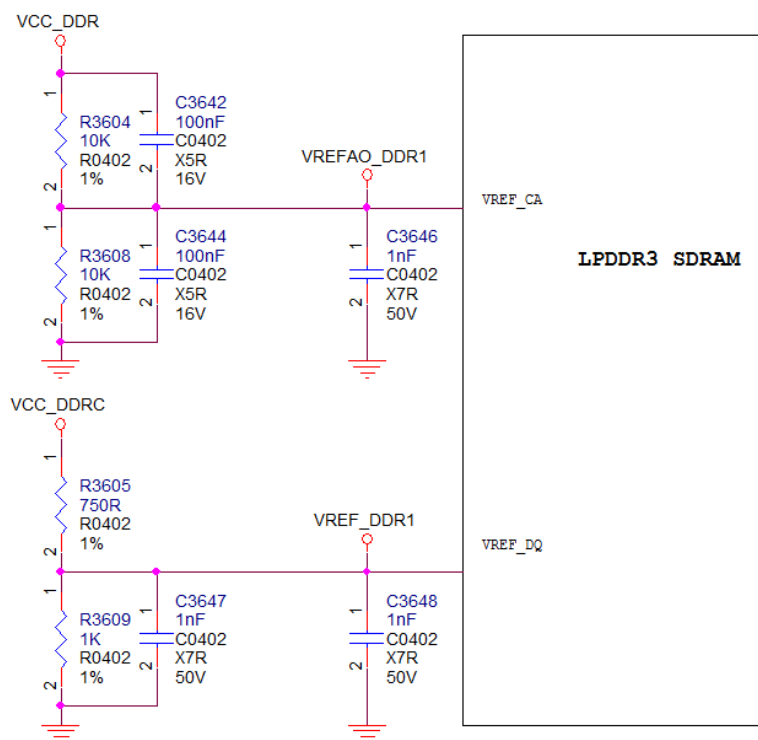 VCC_DDR
1
R3604
10K
R0402
1%
2
1
C3642
100nF
C0402
X5R
16V
2
VREFAO_DDR1
VREF_CA
1
R3608
10K
R0402
1%
2
1
C3644
100nF
C0402
X5R
16V
2
1
C3646
1nF
C0402
X7R
50V
2
LPDDR3 SDRAM
VCC_DDRC
1
R3605
750R
R0402
1%
2
VREF_DDR1
VREF_DQ
1
R3609
1K
R0402
1%
2
1
C3647
1nF
C0402
X7R
50V
2
1
C3648
1nF
C0402
X7R
50V
2